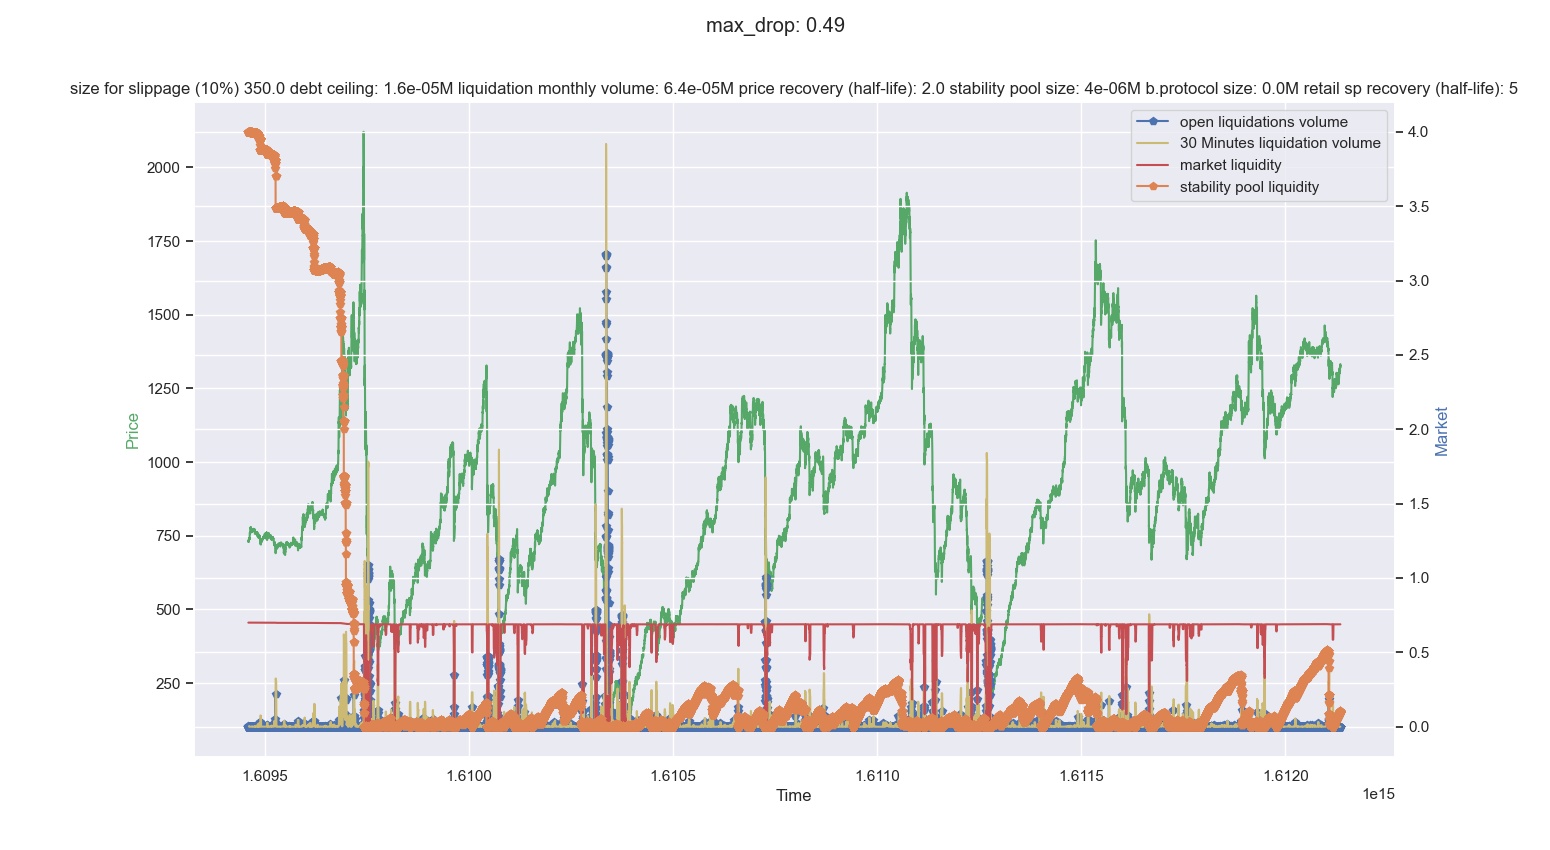 max_drop: 0.49
size for slippage (10%) 350.0 debt ceiling: 1.6e-05M liquidation monthly volume: 6.4e-05M price recovery (half-life): 2.0 stability pool size: 4e-06M b.protocol size: 0.0M retail sp recovery (half-life): 5
open liquidations volume
30 Minutes liquidation volume
market liquidity
stability pool liquidity
2000
1750
1500
1250
1000
750
500
250
Price
4.0
3.5
3.0
2.5
2.0
1.5
1.0
0.5
0.0
Market
1.6095
1.6100
1.6105
1.6110
1.6115
1.6120
1e15
Time